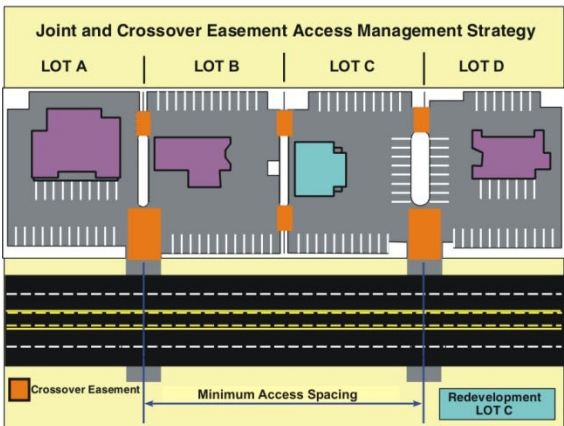 Joint and Crossover Easement Access Management Strategy
LOT A LOT B LOT C LOT D
Crossover Easement
Minimum Access Spacing
Redevelopment
LOT C